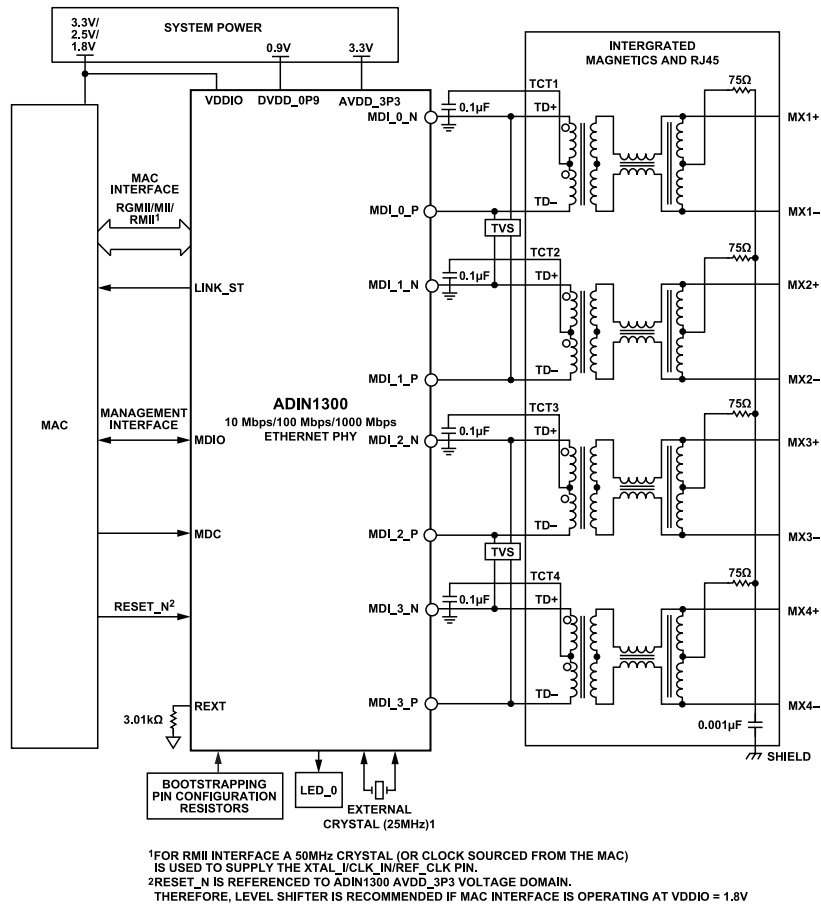 3.3V/
2.5V/
1.8V
SYSTEM POWER
0.9V
3.3V
VDDIO
DVDD_0P9
AVDD_3P3
INTERGRATED
MAGNETICS AND RJ45
MAC
MAC
INTERFACE
RGMII/MII/
RMII1
LINK_ST
MANAGEMENT
INTERFACE
MDIO
MDC
RESET_N2
REXT
3.01kΩ
ADIN1300
10 Mbps/100 Mbps/1000 Mbps
ETHERNET PHY
MDI_0_N
MDI_0_P
MDI_1_N
MDI_1_P
MDI_2_N
MDI_2_P
MDI_3_N
MDI_3_P
TCT1
0.1µF
TD+
TD–
75Ω
MX1+
MX1–
TVS
TCT2
0.1µF
TD+
TD–
75Ω
MX2+
MX2–
TCT3
0.1µF
TD+
TD–
75Ω
MX3+
MX3–
TVS
TCT4
0.1µF
TD+
TD–
75Ω
MX4+
MX4–
0.001µF
SHIELD
BOOTSTRAPPING
PIN CONFIGURATION
RESISTORS
LED_0
EXTERNAL
CRYSTAL (25MHz)1
1FOR RMII INTERFACE A 50MHz CRYSTAL (OR CLOCK SOURCED FROM THE MAC)
IS USED TO SUPPLY THE XTAL_I/CLK_IN/REF_CLK PIN.
2RESET_N IS REFERENCED TO ADIN1300 AVDD_3P3 VOLTAGE DOMAIN.
THEREFORE, LEVEL SHIFTER IS RECOMMENDED IF MAC INTERFACE IS OPERATING AT VDDIO = 1.8V